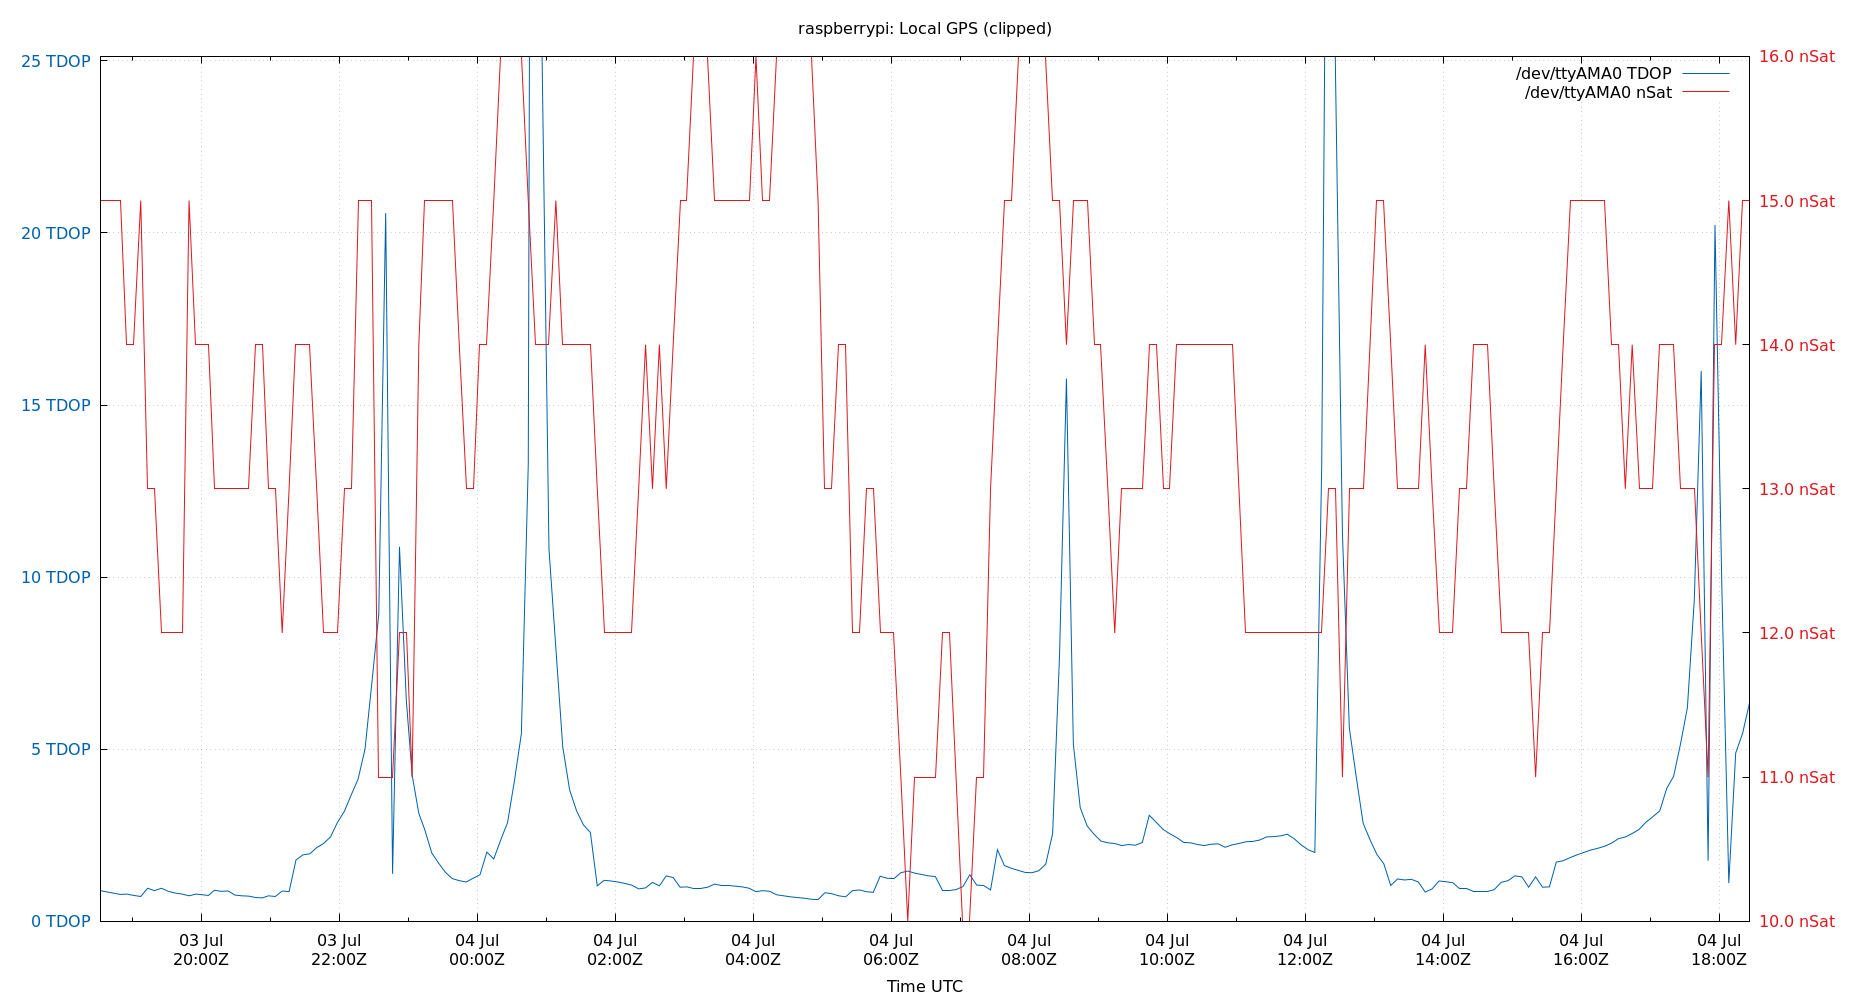 raspberrypi: Local GPS (clipped)
25 TDOP
20 TDOP
15 TDOP
10 TDOP
5 TDOP
0 TDOP
16.0 nSat
15.0 nSat
14.0 nSat
13.0 nSat
12.0 nSat
11.0 nSat
10.0 nSat
/dev/ttyAMA0 TDOP
/dev/ttyAMA0 nSat
03 Jul 03 Jul 04 Jul 04 Jul 04 Jul 04 Jul 04 Jul 04 Jul 04 Jul 04 Jul 04 Jul 04 Jul
20:00Z 22:00Z 00:00Z 02:00Z 04:00Z 06:00Z 08:00Z 10:00Z 12:00Z 14:00Z 16:00Z 18:00Z
Time UTC